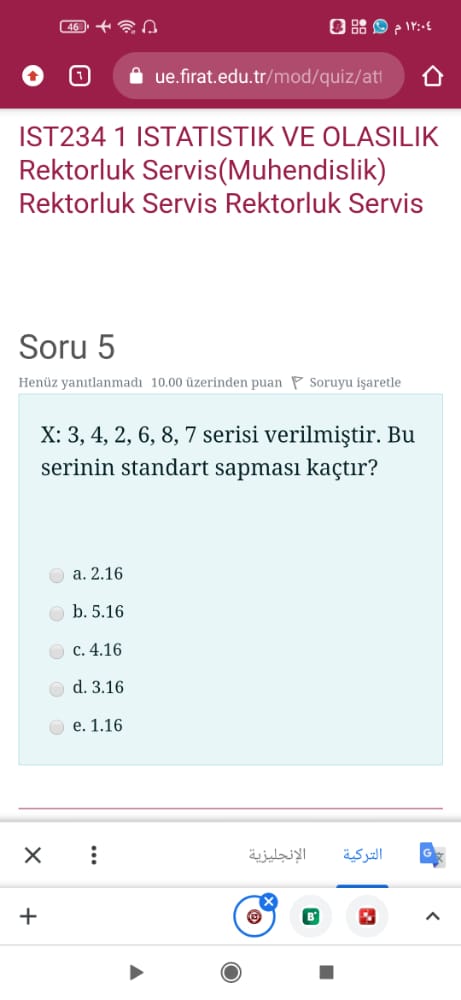 46
١٢:٠٤ م
1
ue.firat.edu.tr/mod/quiz/att
IST234 1 ISTATISTIK VE OLASILIK
Rektorluk Servis(Muhendislik)
Rektorluk Servis Rektorluk Servis
Soru 5
Henüz yanıtlanmadı 10.00 üzerinden puan Soruyu işaretle
X: 3, 4, 2, 6, 8, 7 serisi verilmiştir. Bu
serinin standart sapması kaçtır?
a. 2.16
b. 5.16
c. 4.16
d. 3.16
e. 1.16
التركية الإنجليزية